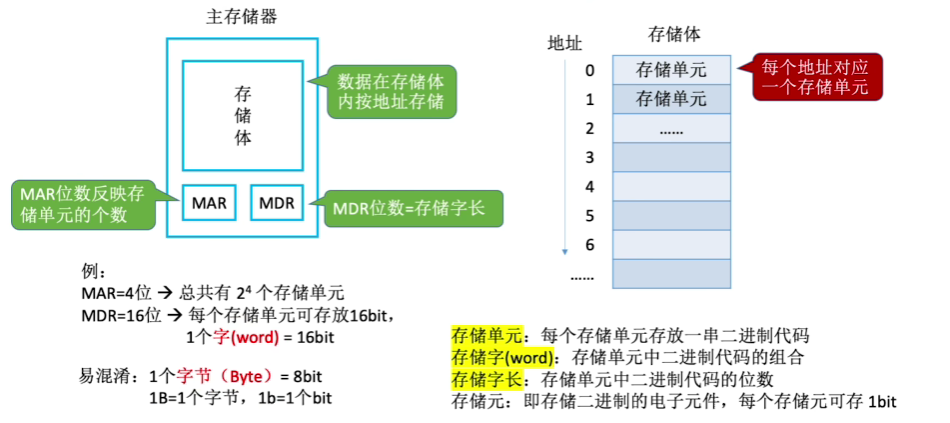 主存储器
存
储
体
数据在存储体
内按地址存储
MAR
MDR
MAR位数反映存
储单元的个数
MDR位数=存储字长
例：
MAR=4位 → 总共有 2⁴ 个存储单元
MDR=16位 → 每个存储单元可存放16bit，
1个字(word) = 16bit
易混淆：1个字节（Byte）= 8bit
1B=1个字节，1b=1个bit
地址
存储体
0
存储单元
1
存储单元
2
......
3
4
5
6
......
每个地址对应
一个存储单元
存储单元：每个存储单元存放一串二进制代码
存储字(word)：存储单元中二进制代码的组合
存储字长：存储单元中二进制代码的位数
存储元：即存储二进制的电子元件，每个存储元可存 1bit